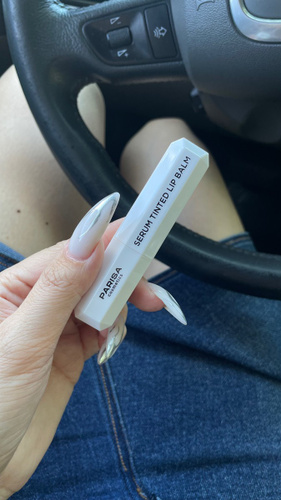 PARISA
COSMETICS
SERUM TINTED LIP BALM